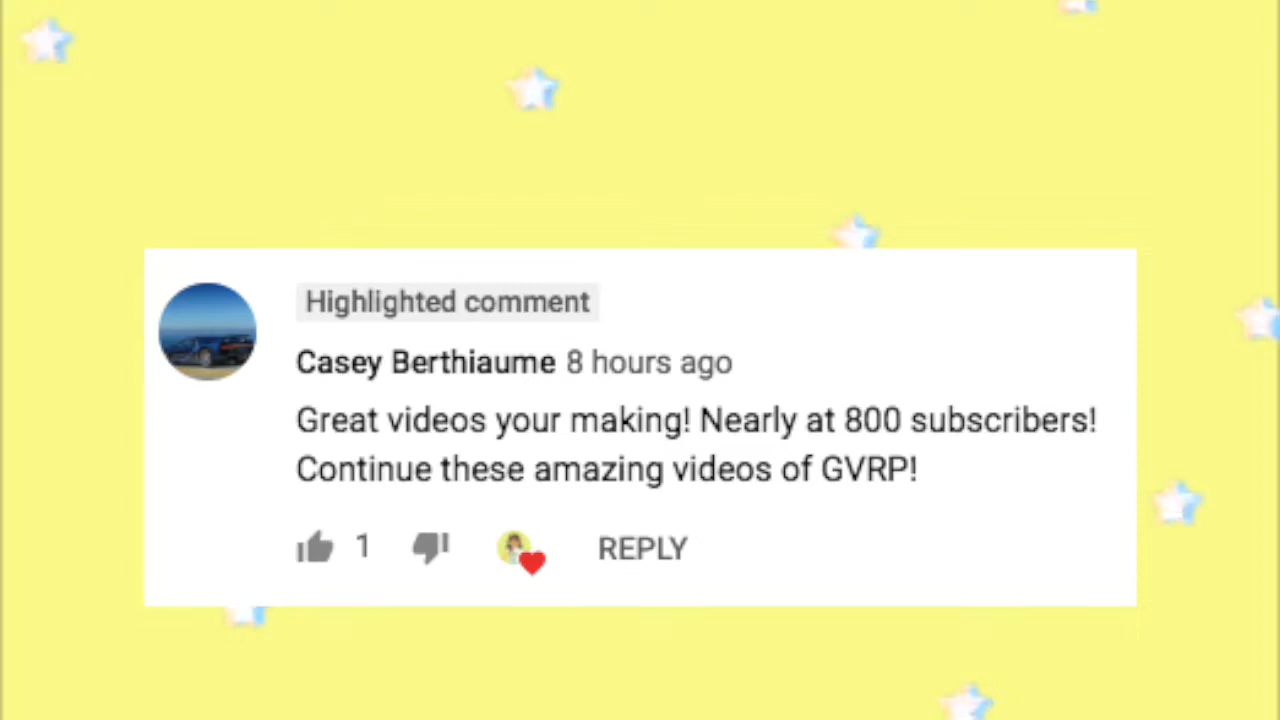 Highlighted comment
Casey Berthiaume 8 hours ago
Great videos your making! Nearly at 800 subscribers!
Continue these amazing videos of GVRP!
1 REPLY